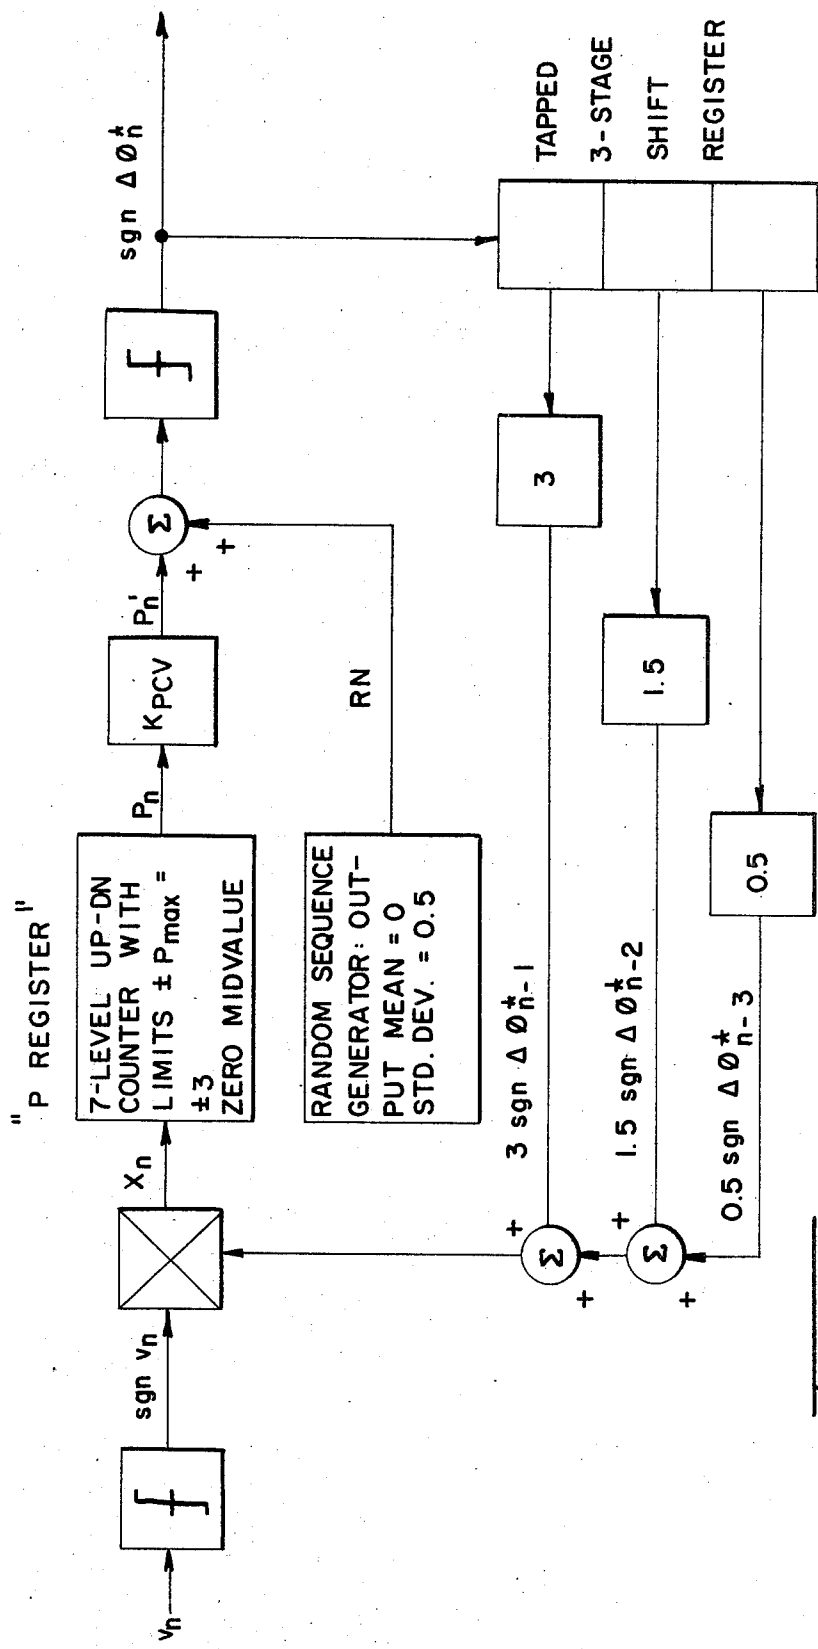 "P REGISTER"
vn
sgn vn
Xn
7-LEVEL UP-DN
COUNTER WITH
LIMITS ± Pmax =
±3
ZERO MIDVALUE
Pn
KPCV
Pn'
Σ
+
+
sgn Δ Ø*n
RANDOM SEQUENCE
GENERATOR: OUT-
PUT MEAN = 0
STD. DEV. = 0.5
RN
Σ
+
+
3 sgn Δ Ø*n-1
3
Σ
+
+
1.5 sgn Δ Ø*n-2
1.5
0.5 sgn Δ Ø*n-3
0.5
TAPPED
3-STAGE
SHIFT
REGISTER